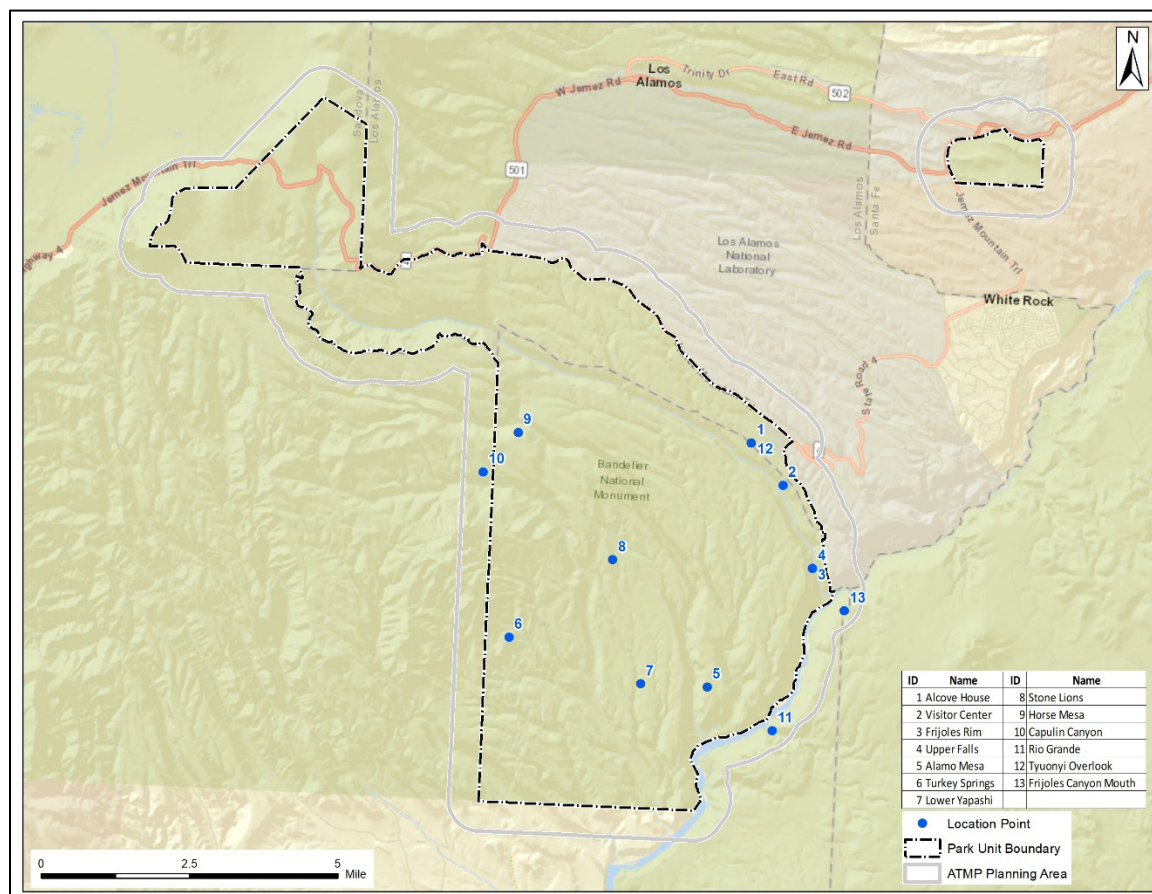 N
Los
Alamos
Trinity Dr
East Rd
502
W Jemez Rd
E Jemez Rd
501
Sandoval
Los Alamos
Jemez Mountain Trl
Highway 4
4
Los Alamos
Santa Fe
Jemez Mountain Trl
Los Alamos
National
Laboratory
White Rock
State Road 4
1
12
2
9
10
Bandelier
National
Monument
8
4
3
13
6
7
5
11
ID Name ID Name
1 Alcove House 8 Stone Lions
2 Visitor Center 9 Horse Mesa
3 Frijoles Rim 10 Capulin Canyon
4 Upper Falls 11 Rio Grande
5 Alamo Mesa 12 Tyuonyi Overlook
6 Turkey Springs 13 Frijoles Canyon Mouth
7 Lower Yapashi
Location Point
Park Unit Boundary
ATMP Planning Area
0 2.5 5
Mile